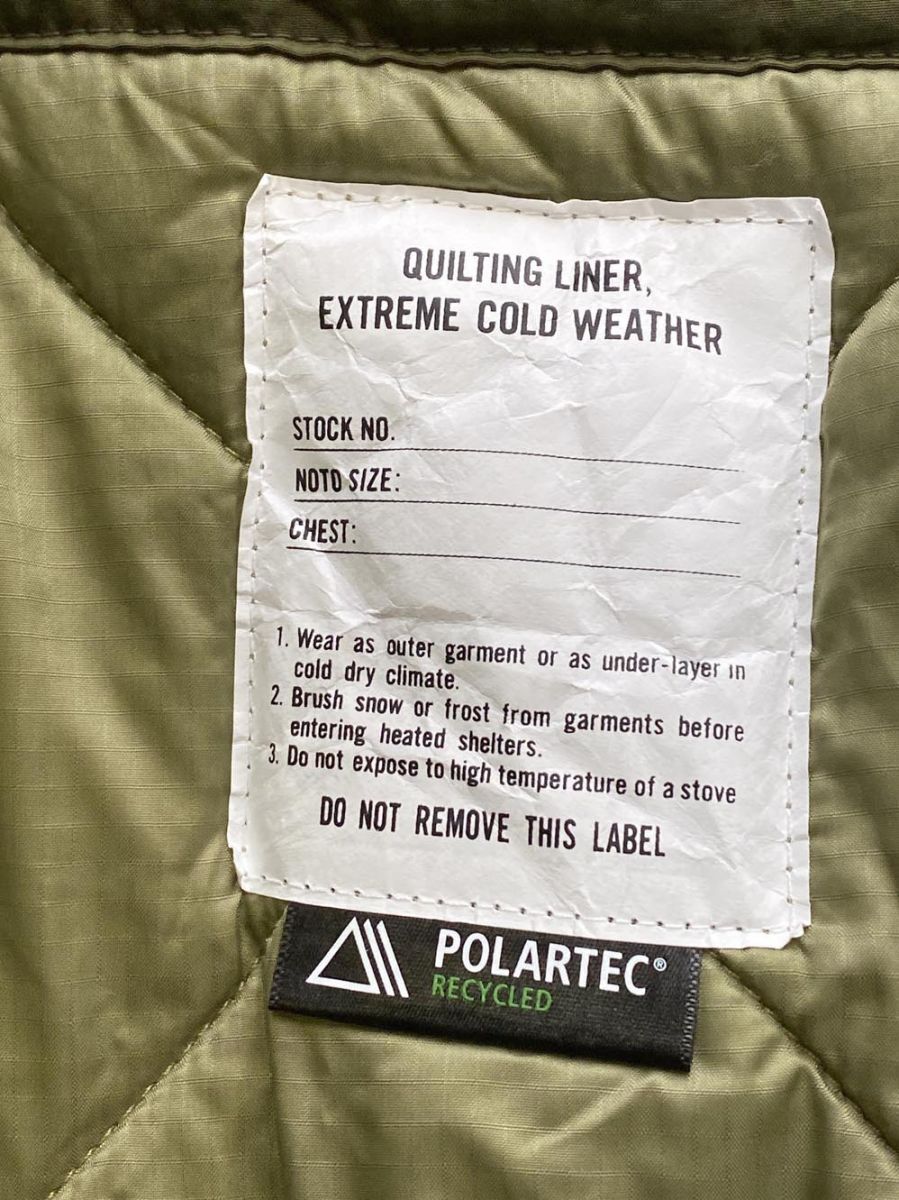 QUILTING LINER,
EXTREME COLD WEATHER
STOCK NO.
NOTO SIZE:
CHEST:
1. Wear as outer garment or as under-layer in
cold dry climate.
2. Brush snow or frost from garments before
entering heated shelters.
3. Do not expose to high temperature of a stove
DO NOT REMOVE THIS LABEL
POLARTEC®
RECYCLED